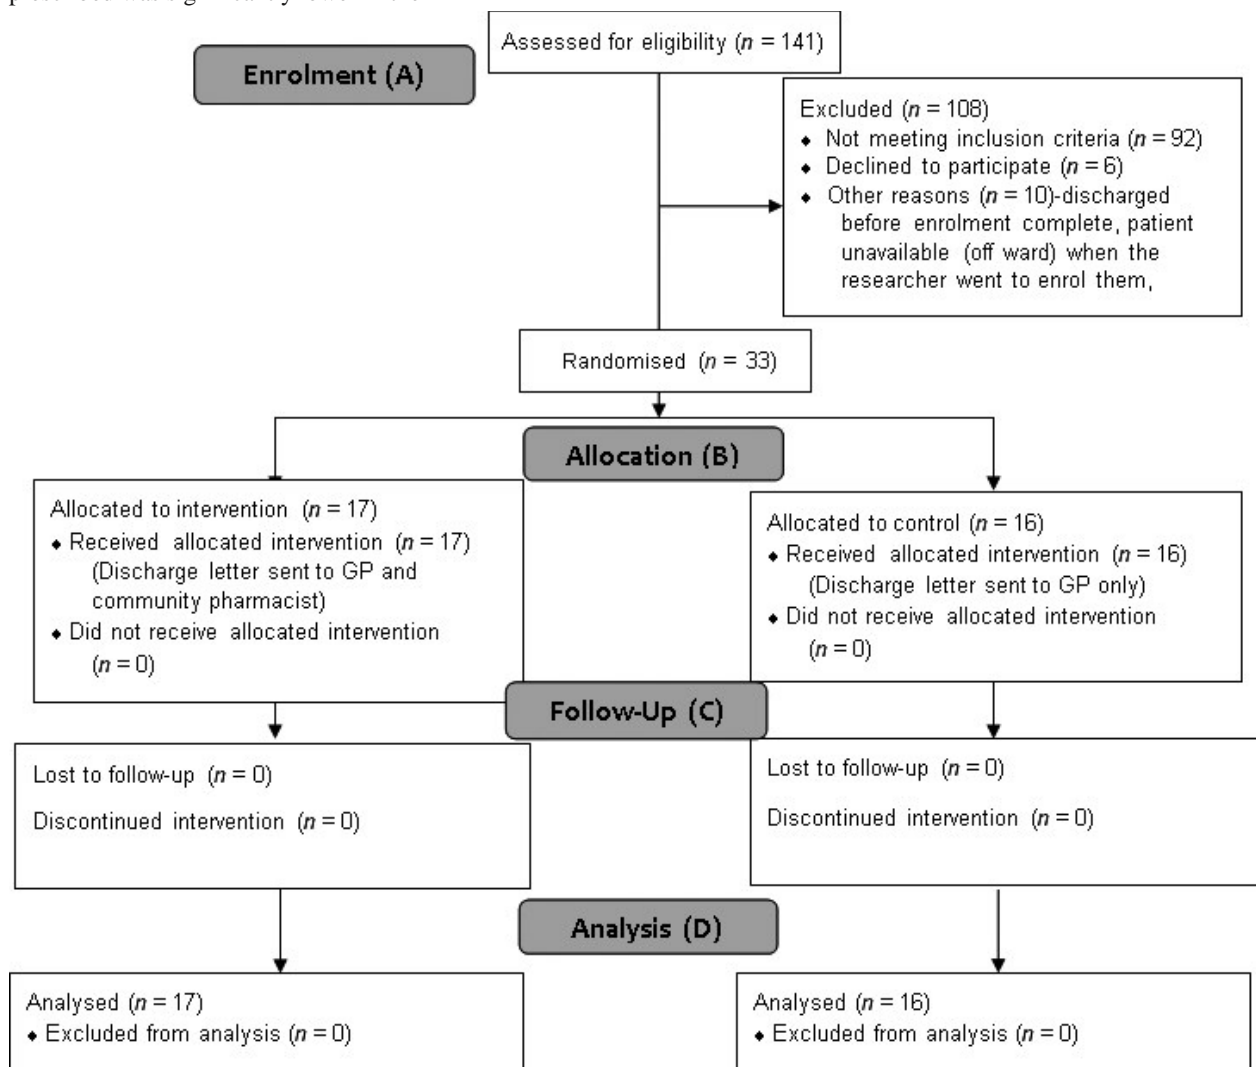 Assessed for eligibility (n = 141)
Enrolment (A)
Excluded (n = 108)
♦ Not meeting inclusion criteria (n = 92)
♦ Declined to participate (n = 6)
♦ Other reasons (n = 10)-discharged
before enrolment complete, patient
unavailable (off ward) when the
researcher went to enrol them,
Randomised (n = 33)
Allocation (B)
Allocated to intervention (n = 17)
♦ Received allocated intervention (n = 17)
(Discharge letter sent to GP and
community pharmacist)
♦ Did not receive allocated intervention
(n = 0)
Allocated to control (n = 16)
♦ Received allocated intervention (n = 16)
(Discharge letter sent to GP only)
♦ Did not receive allocated intervention
(n = 0)
Follow-Up (C)
Lost to follow-up (n = 0)
Discontinued intervention (n = 0)
Lost to follow-up (n = 0)
Discontinued intervention (n = 0)
Analysis (D)
Analysed (n = 17)
♦ Excluded from analysis (n = 0)
Analysed (n = 16)
♦ Excluded from analysis (n = 0)